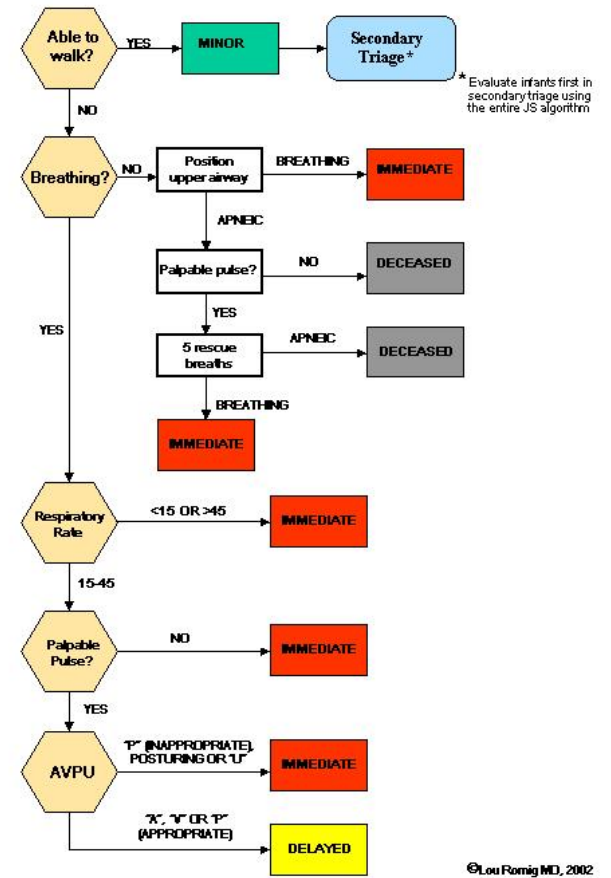 Able to
walk?
YES
MINOR
Secondary
Triage*
* Evaluate infants first in
secondary triage using
the entire JS algorithm
NO
Breathing?
NO
Position
upper airway
BREATHING
IMMEDIATE
APNEIC
Palpable pulse?
NO
DECEASED
YES
5 rescue
breaths
APNEIC
DECEASED
BREATHING
IMMEDIATE
YES
Respiratory
Rate
<15 OR >45
IMMEDIATE
15-45
Palpable
Pulse?
NO
IMMEDIATE
YES
AVPU
"P" (INAPPROPRIATE),
POSTURING OR "U"
IMMEDIATE
"A", "V" OR "P"
(APPROPRIATE)
DELAYED
©Lou Romig MD, 2002